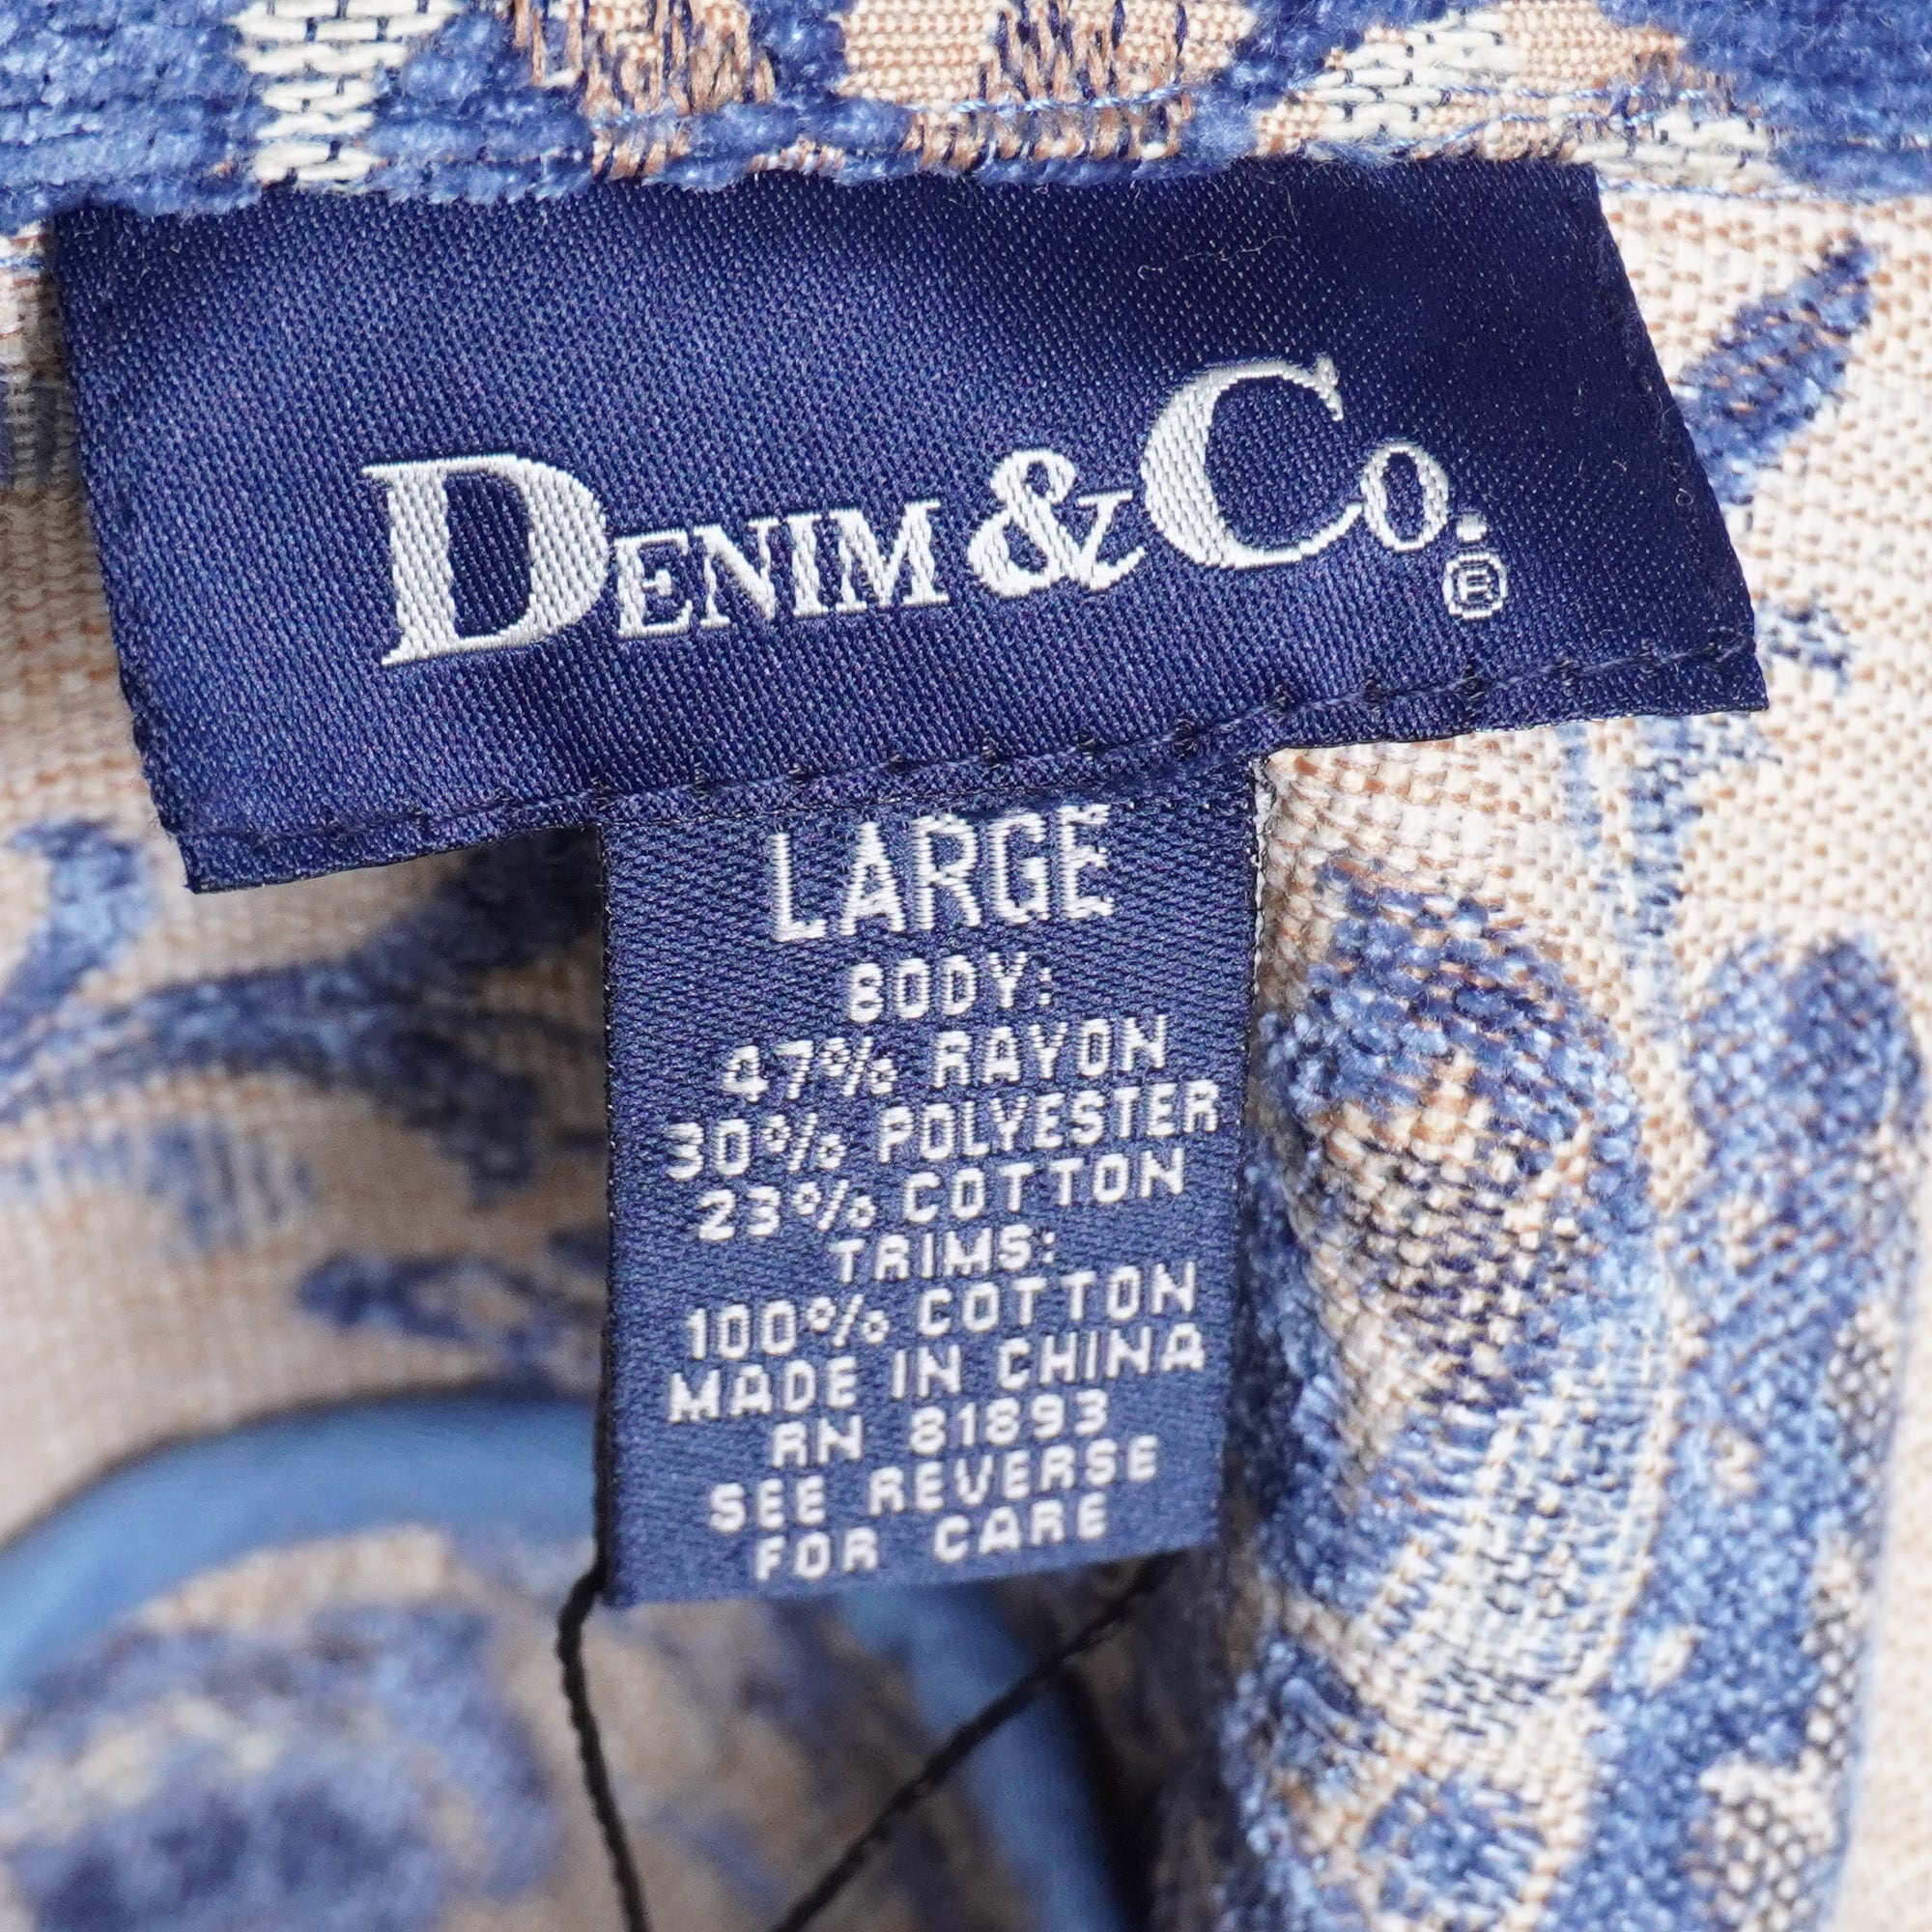 DENIM & CO.®
LARGE
BODY:
47% RAYON
30% POLYESTER
23% COTTON
TRIMS:
100% COTTON
MADE IN CHINA
RN 81893
SEE REVERSE
FOR CARE